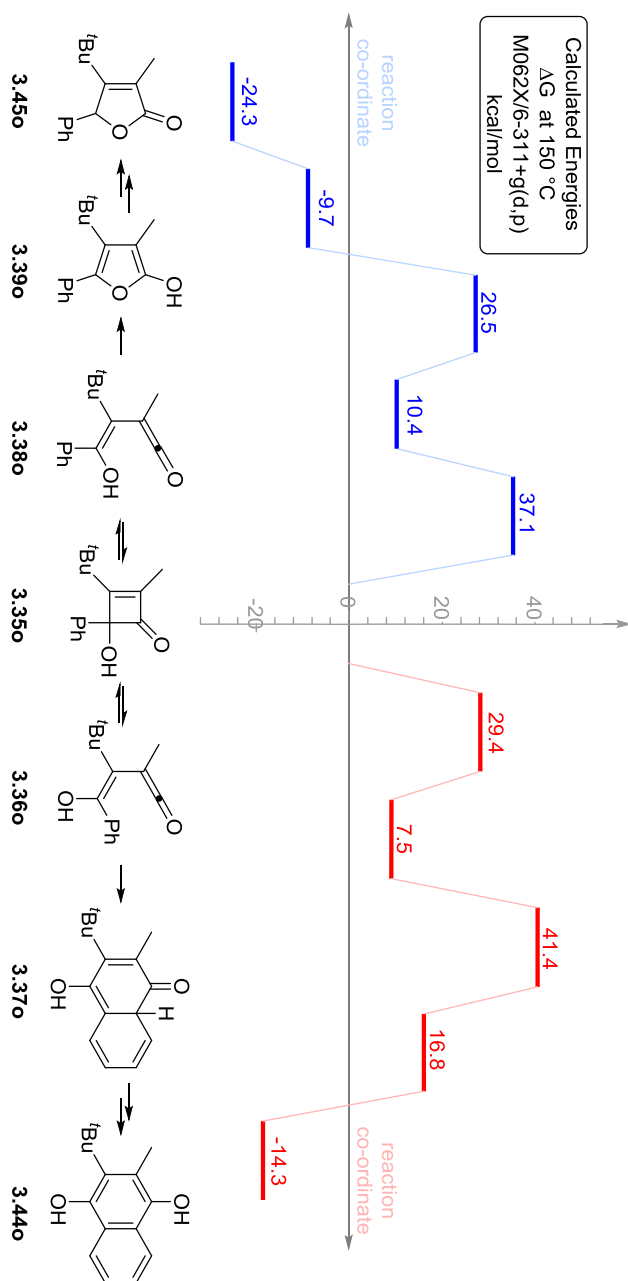 Calculated Energies
ΔG at 150 °C
M062X/6-311+g(d,p)
kcal/mol
40
20
0
-20
reaction
co-ordinate
-24.3
-9.7
26.5
10.4
37.1
29.4
7.5
41.4
16.8
-14.3
reaction
co-ordinate
O
O
Ph
tBu
3.45o
OH
O
Ph
tBu
3.39o
O
OH
Ph
tBu
3.38o
O
OH
Ph
tBu
3.35o
O
Ph
OH
tBu
3.36o
O
H
OH
tBu
3.37o
OH
OH
tBu
3.44o